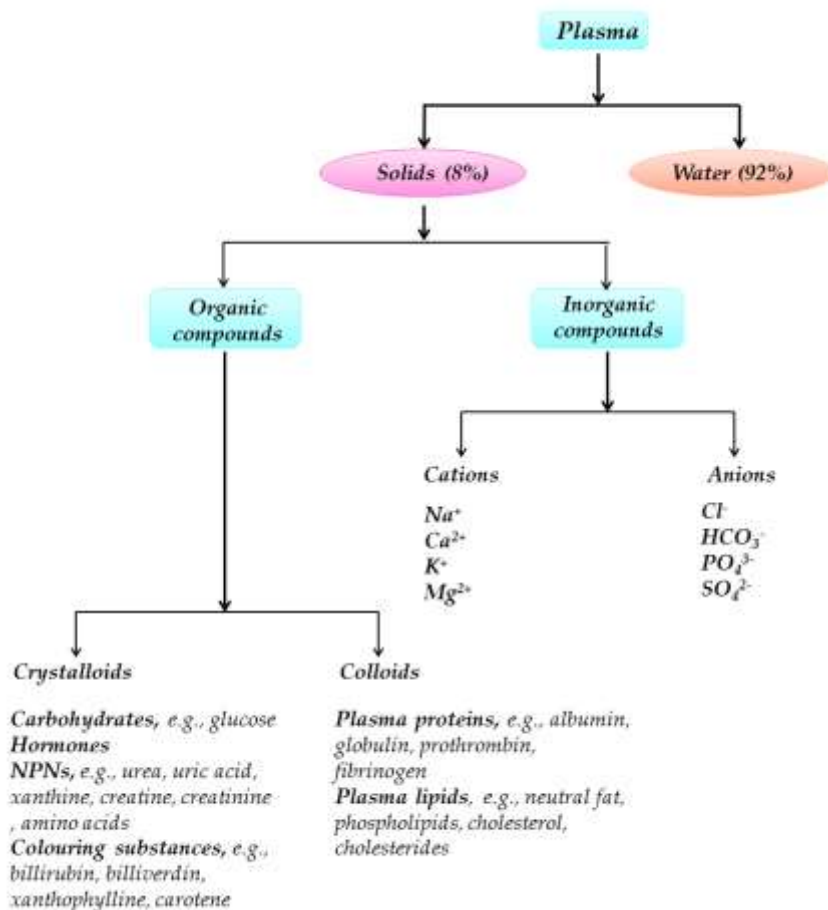 Plasma
Solids (8%)
Water (92%)
Organic
compounds
Inorganic
compounds
Cations
Na⁺
Ca²⁺
K⁺
Mg²⁺
Anions
Cl⁻
HCO₃⁻
PO₄³⁻
SO₄²⁻
Crystalloids
Carbohydrates, e.g., glucose
Hormones
NPNs, e.g., urea, uric acid,
xanthine, creatine, creatinine
, amino acids
Colouring substances, e.g.,
billirubin, billiverdin,
xanthophylline, carotene
Colloids
Plasma proteins, e.g., albumin,
globulin, prothrombin,
fibrinogen
Plasma lipids, e.g., neutral fat,
phospholipids, cholesterol,
cholesterides